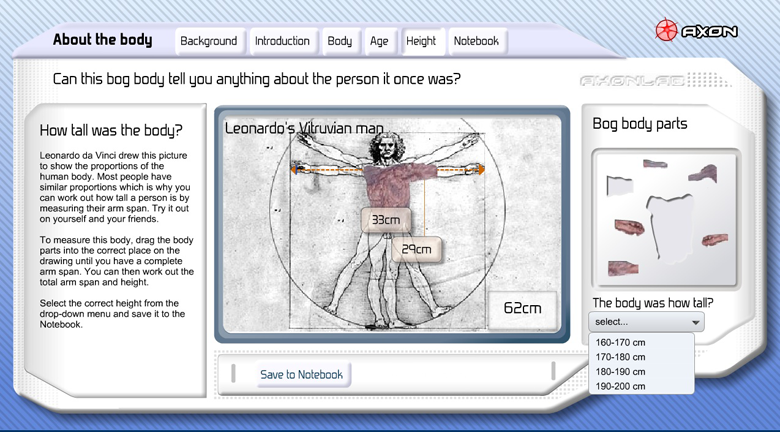 About the body
Background
Introduction
Body
Age
Height
Notebook
AXON
Can this bog body tell you anything about the person it once was?
AXONLAB
How tall was the body?
Leonardo da Vinci drew this picture
to show the proportions of the
human body. Most people have
similar proportions which is why you
can work out how tall a person is by
measuring their arm span. Try it out
on yourself and your friends.
To measure this body, drag the body
parts into the correct place on the
drawing until you have a complete
arm span. You can then work out the
total arm span and height.
Select the correct height from the
drop-down menu and save it to the
Notebook.
Leonardo's Vitruvian man
33cm
29cm
62cm
Save to Notebook
Bog body parts
The body was how tall?
select...
160-170 cm
170-180 cm
180-190 cm
190-200 cm